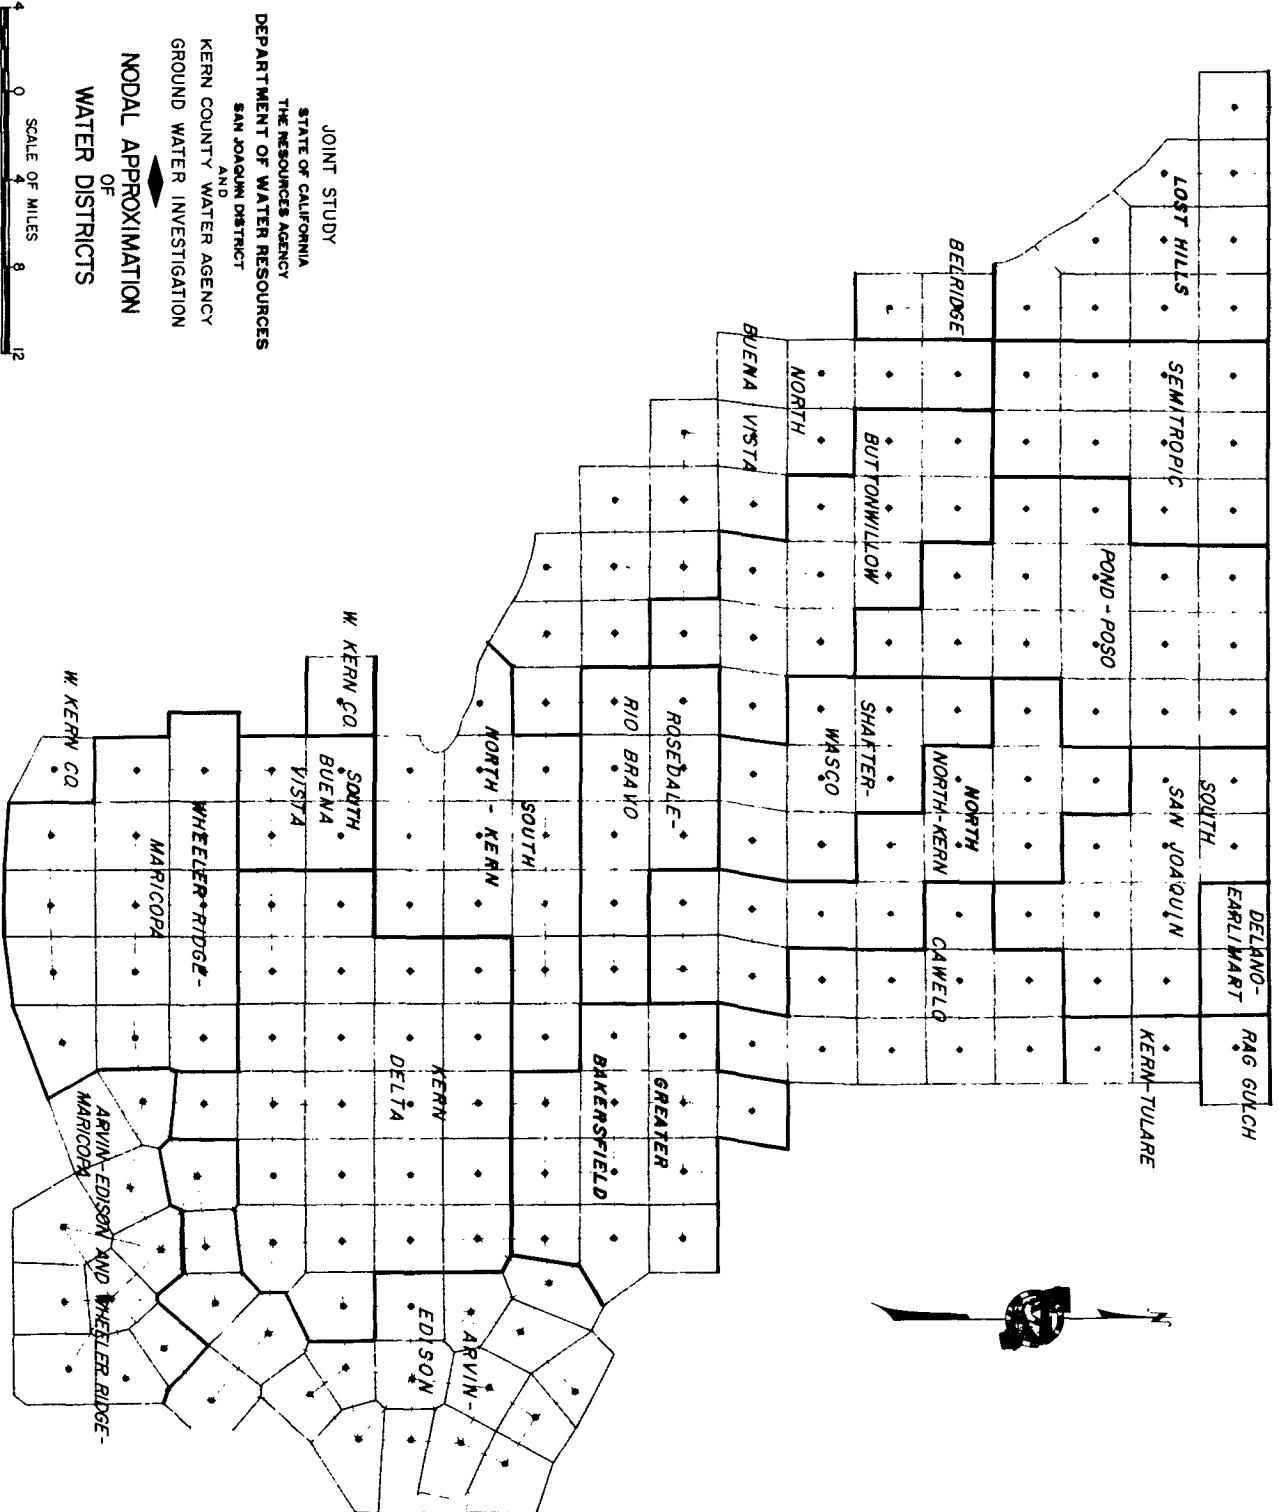 JOINT STUDY
STATE OF CALIFORNIA
THE RESOURCES AGENCY
DEPARTMENT OF WATER RESOURCES
SAN JOAQUIN DISTRICT
AND
KERN COUNTY WATER AGENCY
GROUND WATER INVESTIGATION
NODAL APPROXIMATION
OF
WATER DISTRICTS
SCALE OF MILES
4 0 4 8 12
LOST HILLS
SEMITROPIC
POND-POSO
SOUTH
SAN JOAQUIN
DELANO-
EARLIMART
RAG GULCH
KERN-TULARE
BELRIDGE
BUTTONWILLOW
NORTH
BUENA VISTA
SHAFTER-
WASCO
NORTH
NORTH-KERN
CAWELO
ROSEDALE-
RIO BRAVO
GREATER
BAKERSFIELD
SOUTH
NORTH - KERN
W. KERN CO.
SOUTH
BUENA
VISTA
KERN
DELTA
ARVIN-
EDISON
W. KERN CO.
WHEELER RIDGE-
MARICOPA
ARVIN-EDISON AND WHEELER RIDGE-
MARICOPA
N